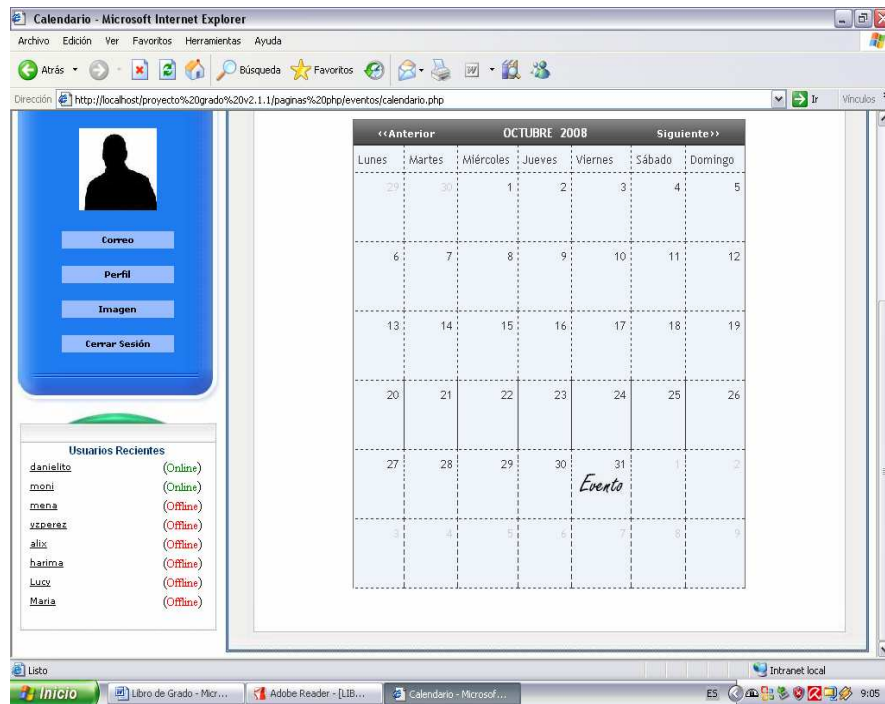 Calendario - Microsoft Internet Explorer
Archivo Edición Ver Favoritos Herramientas Ayuda
Atrás Búsqueda Favoritos
Dirección http://localhost/proyecto%20grado%20v2.1.1/paginas%20php/eventos/calendario.php Ir Vínculos
Correo
Perfil
Imagen
Cerrar Sesión
Usuarios Recientes
danielito (Online)
moni (Online)
mena (Offline)
yzperez (Offline)
alix (Offline)
harima (Offline)
Lucy (Offline)
Maria (Offline)
<<Anterior OCTUBRE 2008 Siguiente>>
Lunes Martes Miércoles Jueves Viernes Sábado Domingo
29 30 1 2 3 4 5
6 7 8 9 10 11 12
13 14 15 16 17 18 19
20 21 22 23 24 25 26
27 28 29 30 31 1 2
Evento
3 4 5 6 7 8 9
Listo Intranet local
Inicio Libro de Grado - Micr... Adobe Reader - [LIB... Calendario - Microsof... ES 9:05